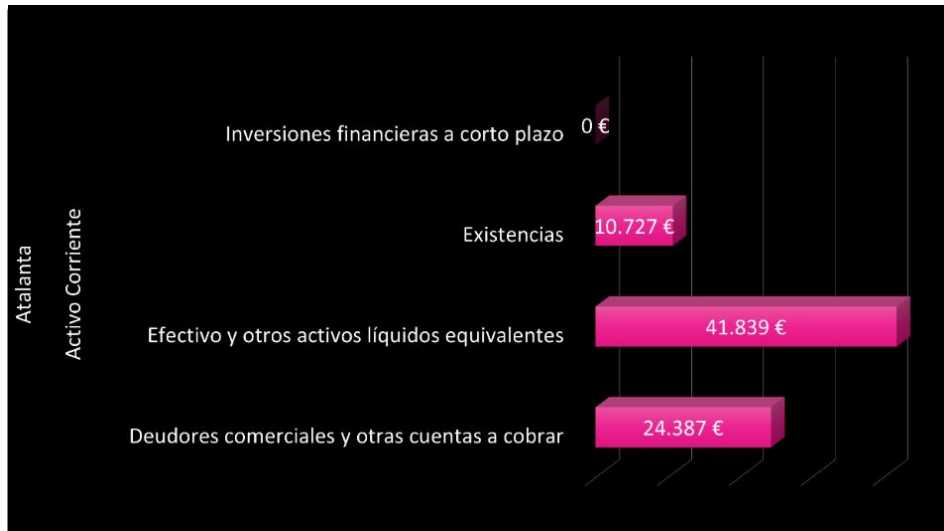 Atalanta
Activo Corriente
Inversiones financieras a corto plazo
0 €
Existencias
10.727 €
Efectivo y otros activos líquidos equivalentes
41.839 €
Deudores comerciales y otras cuentas a cobrar
24.387 €